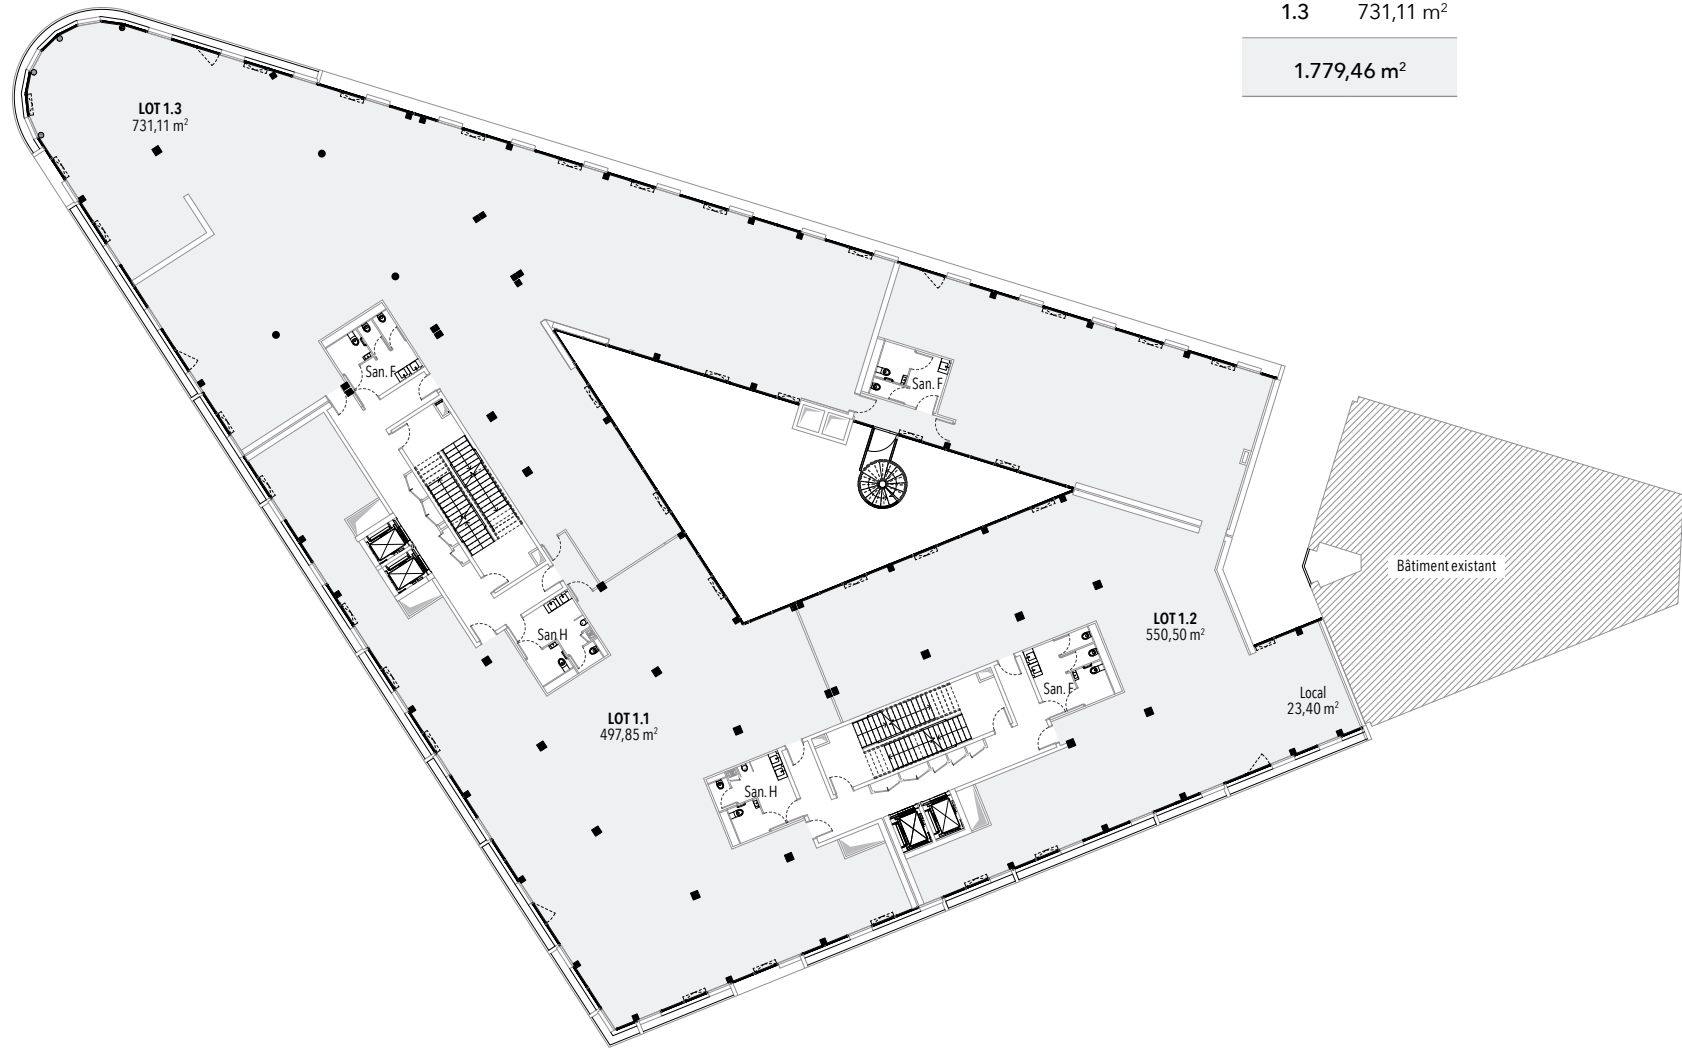 1.3 731,11 m²
1.779,46 m²
LOT 1.3
731,11 m²
San. F
San. F
Bâtiment existant
LOT 1.2
550,50 m²
San H
San. F
Local
23,40 m²
LOT 1.1
497,85 m²
San. H